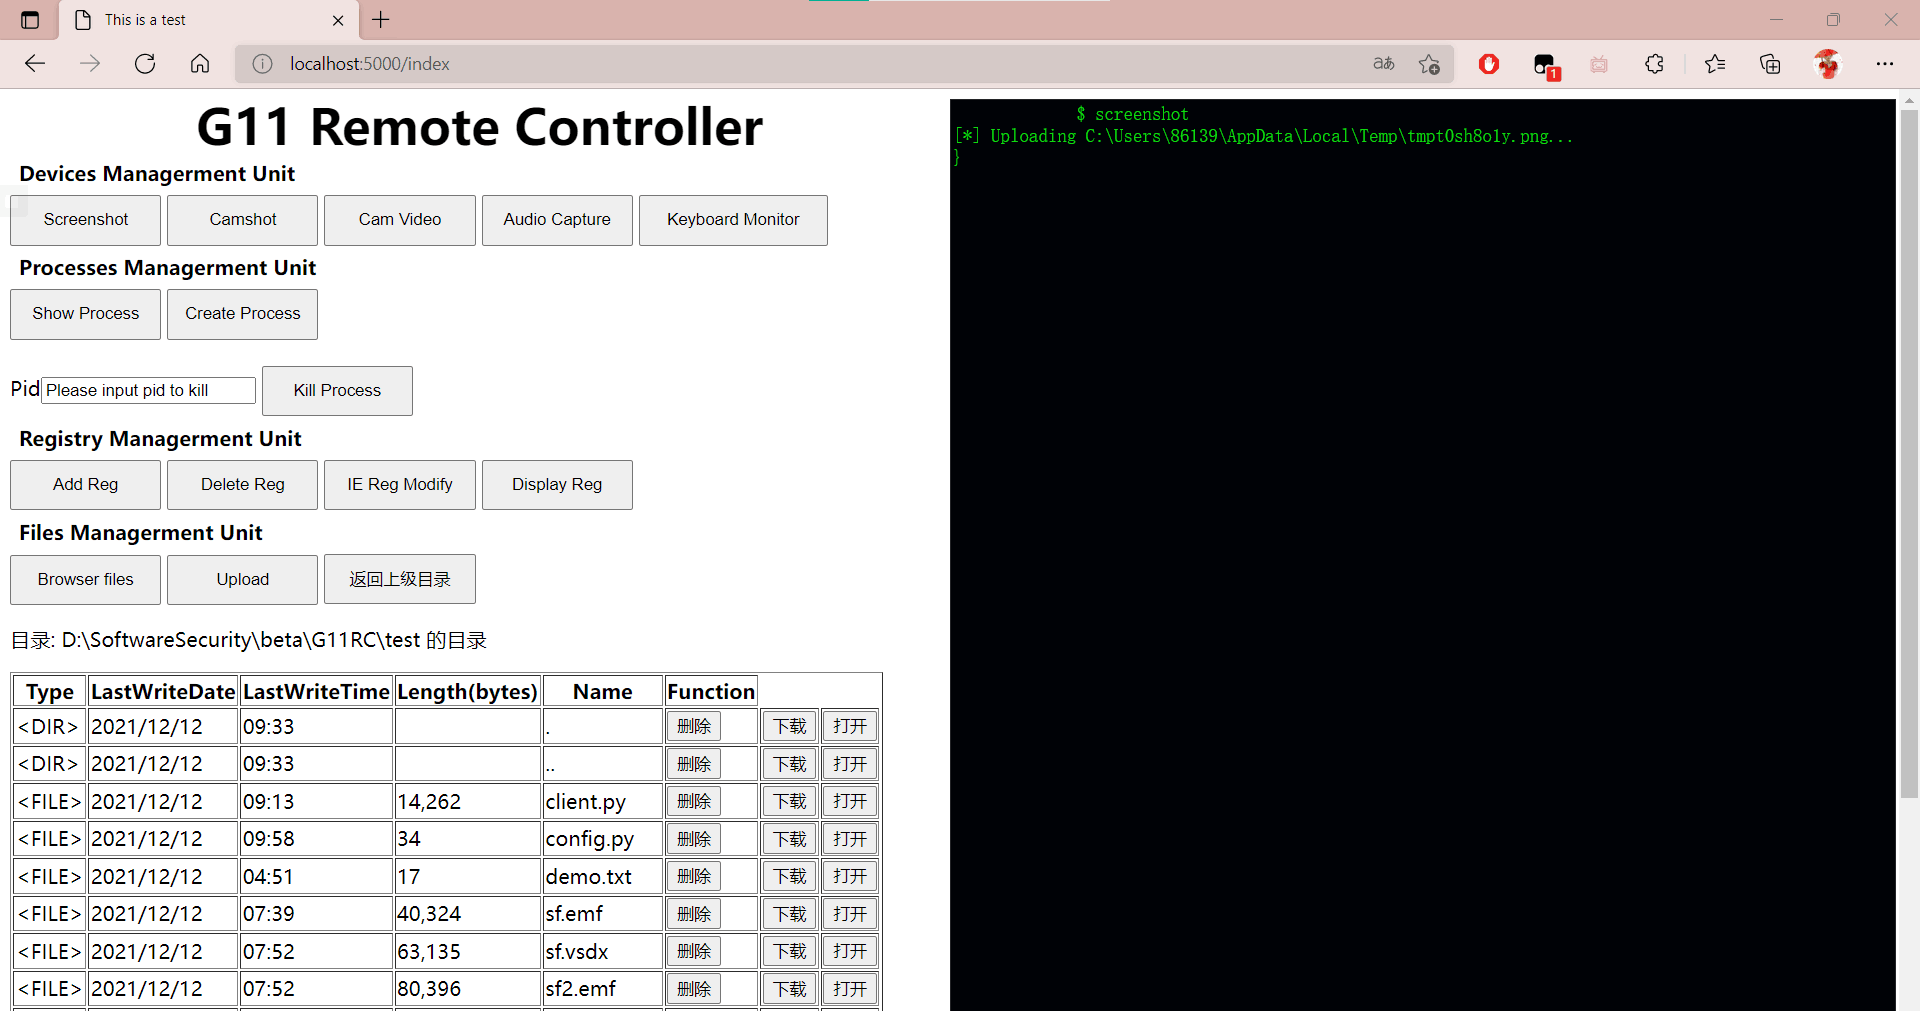 This is a test
localhost:5000/index
aあ
1
G11 Remote Controller
Devices Managerment Unit
Screenshot Camshot Cam Video Audio Capture Keyboard Monitor
Processes Managerment Unit
Show Process Create Process
Pid Please input pid to kill Kill Process
Registry Managerment Unit
Add Reg Delete Reg IE Reg Modify Display Reg
Files Managerment Unit
Browser files Upload 返回上级目录
目录: D:\SoftwareSecurity\beta\G11RC\test 的目录
Type LastWriteDate LastWriteTime Length(bytes) Name Function
<DIR> 2021/12/12 09:33 . 删除 下载 打开
<DIR> 2021/12/12 09:33 .. 删除 下载 打开
<FILE> 2021/12/12 09:13 14,262 client.py 删除 下载 打开
<FILE> 2021/12/12 09:58 34 config.py 删除 下载 打开
<FILE> 2021/12/12 04:51 17 demo.txt 删除 下载 打开
<FILE> 2021/12/12 07:39 40,324 sf.emf 删除 下载 打开
<FILE> 2021/12/12 07:52 63,135 sf.vsdx 删除 下载 打开
<FILE> 2021/12/12 07:52 80,396 sf2.emf 删除 下载 打开
$ screenshot
[*] Uploading C:\Users\86139\AppData\Local\Temp\tmpt0sh8o1y.png...
}